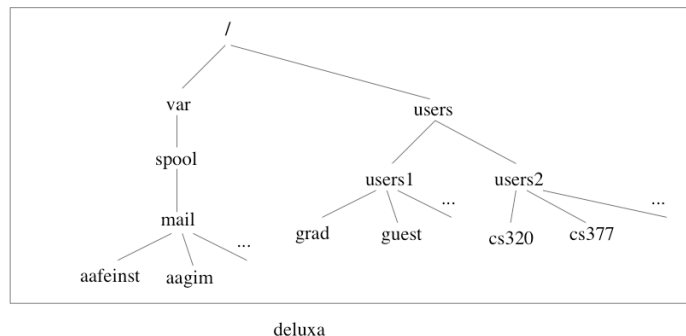 /
var
users
spool
users1
users2
...
...
mail
...
grad
guest
cs320
cs377
aafeinst
aagim
deluxa